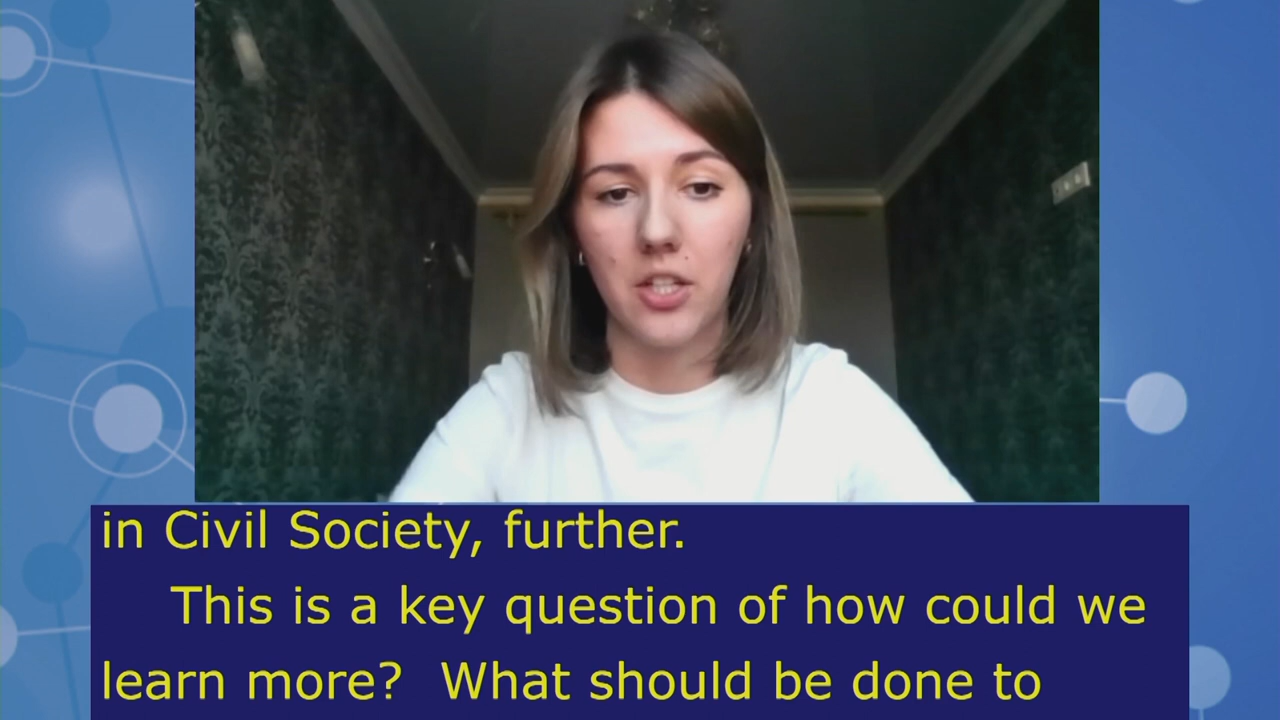 in Civil Society, further.
This is a key question of how could we
learn more? What should be done to